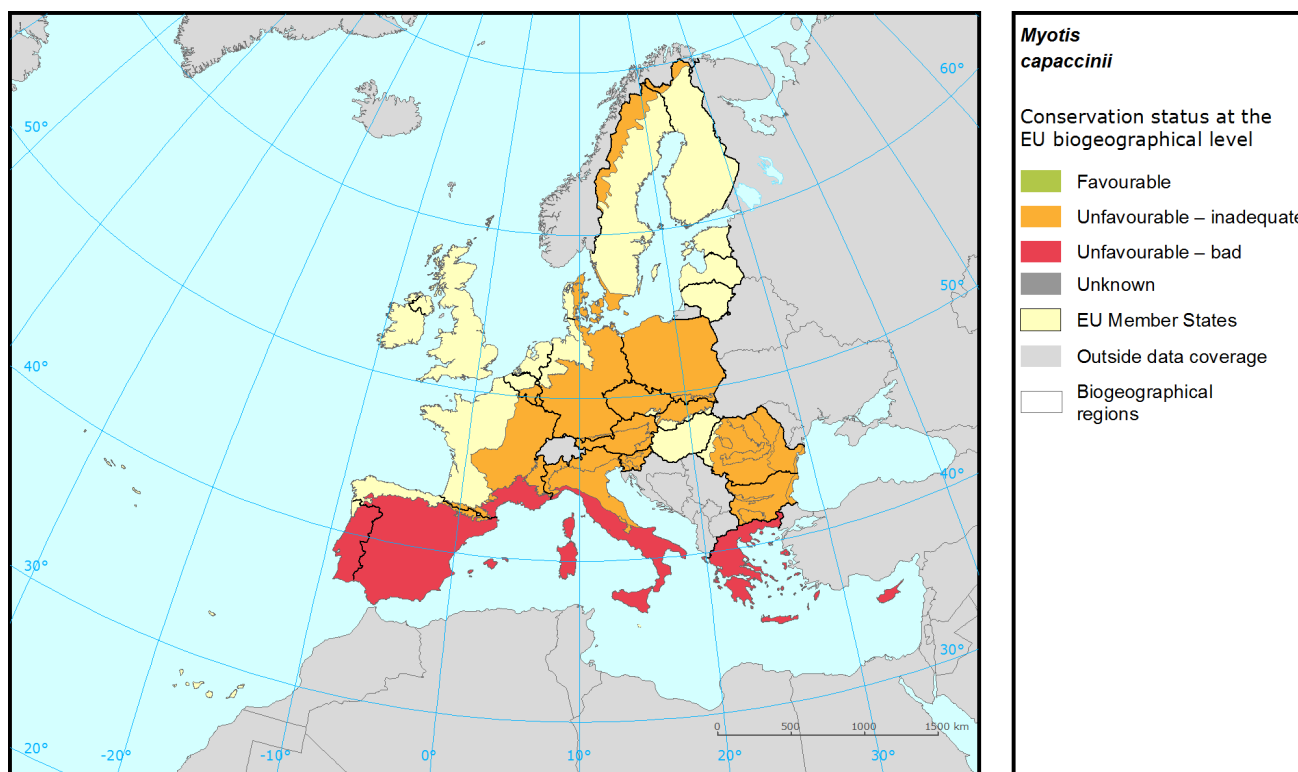 Myotis
capaccinii
Conservation status at the
EU biogeographical level
Favourable
Unfavourable – inadequate
Unfavourable – bad
Unknown
EU Member States
Outside data coverage
Biogeographical
regions
60°
50°
50°
40°
40°
30°
30°
20°
-20°
-10°
0°
10°
20°
30°
0 500 1000 1500 km